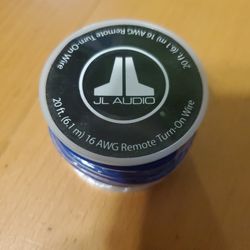 20 ft. (6.1 m) 16 AWG Remote Turn-On Wire
JL AUDIO
20 ft. (6.1 m) 16 AWG Remote Turn-On Wire